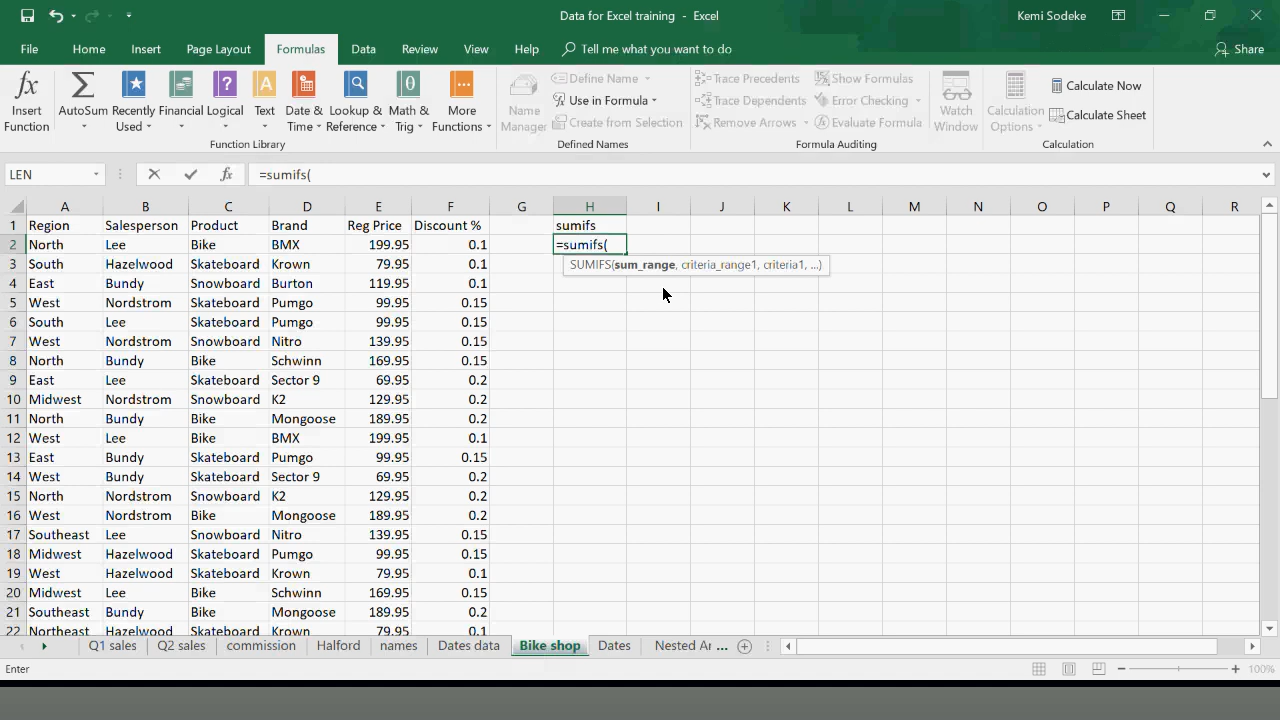 Data for Excel training - Excel
Kemi Sodeke
File Home Insert Page Layout Formulas Data Review View Help Tell me what you want to do Share
Insert Function
AutoSum
Recently Used
Financial
Logical
Text
Date & Time
Lookup & Reference
Math & Trig
More Functions
Function Library
Name Manager
Define Name
Use in Formula
Create from Selection
Defined Names
Trace Precedents
Trace Dependents
Remove Arrows
Show Formulas
Error Checking
Evaluate Formula
Formula Auditing
Watch Window
Calculation Options
Calculate Now
Calculate Sheet
Calculation
LEN fx =sumifs(
A B C D E F G H I J K L M N O P Q R
1 Region Salesperson Product Brand Reg Price Discount % sumifs
2 North Lee Bike BMX 199.95 0.1 =sumifs(
SUMIFS(sum_range, criteria_range1, criteria1, ...)
3 South Hazelwood Skateboard Krown 79.95 0.1
4 East Bundy Snowboard Burton 119.95 0.1
5 West Nordstrom Skateboard Pumgo 99.95 0.15
6 South Lee Skateboard Pumgo 99.95 0.15
7 West Nordstrom Snowboard Nitro 139.95 0.15
8 North Bundy Bike Schwinn 169.95 0.15
9 East Lee Skateboard Sector 9 69.95 0.2
10 Midwest Nordstrom Snowboard K2 129.95 0.2
11 North Bundy Bike Mongoose 189.95 0.2
12 West Lee Bike BMX 199.95 0.1
13 East Bundy Skateboard Pumgo 99.95 0.15
14 West Bundy Skateboard Sector 9 69.95 0.2
15 North Nordstrom Snowboard K2 129.95 0.2
16 West Nordstrom Bike Mongoose 189.95 0.2
17 Southeast Lee Snowboard Nitro 139.95 0.15
18 Midwest Hazelwood Skateboard Pumgo 99.95 0.15
19 West Hazelwood Skateboard Krown 79.95 0.1
20 Midwest Lee Bike Schwinn 169.95 0.15
21 Southeast Bundy Bike Mongoose 189.95 0.2
22 Northeast Hazelwood Skateboard Krown 79.95 0.1
Q1 sales Q2 sales commission Halford names Dates data Bike shop Dates Nested Ar ...
Enter 100%